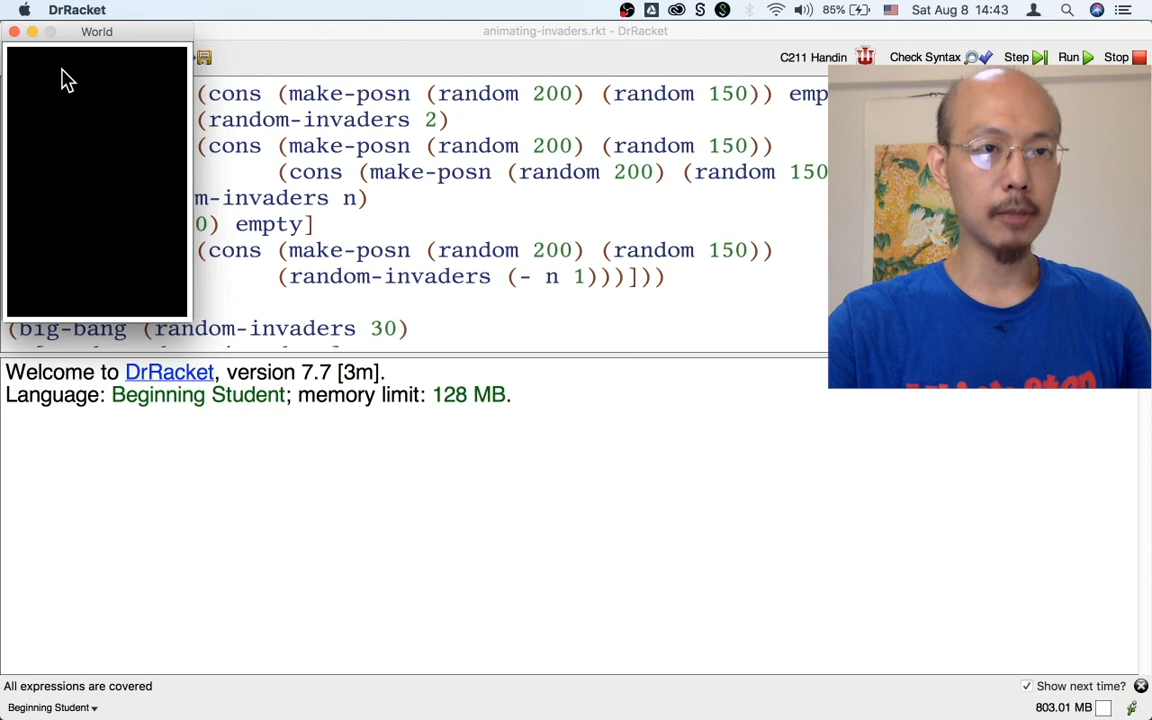 DrRacket
S
S
85%
Sat Aug 8 14:43
World
animating-invaders.rkt - DrRacket
C211 Handin
Check Syntax
Step
Run
Stop
(cons (make-posn (random 200) (random 150)) emp
(random-invaders 2)
(cons (make-posn (random 200) (random 150))
(cons (make-posn (random 200) (random 150
m-invaders n)
0) empty]
(cons (make-posn (random 200) (random 150))
(random-invaders (- n 1)))]))
(big-bang (random-invaders 30)
Welcome to DrRacket, version 7.7 [3m].
Language: Beginning Student; memory limit: 128 MB.
All expressions are covered
Show next time?
Beginning Student
803.01 MB